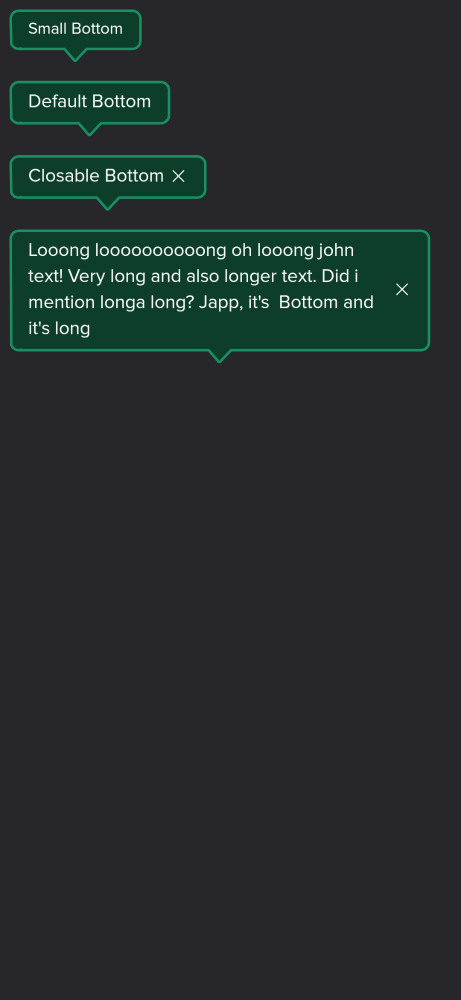 Small Bottom
Default Bottom
Closable Bottom
Looong loooooooooong oh looong john
text! Very long and also longer text. Did i
mention longa long? Japp, it's  Bottom and
it's long